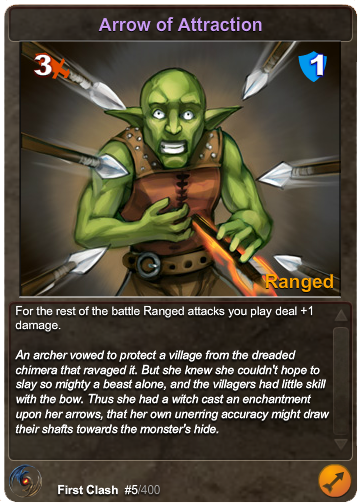 Arrow of Attraction
3
1
Ranged
For the rest of the battle Ranged attacks you play deal +1
damage.
An archer vowed to protect a village from the dreaded
chimera that ravaged it. But she knew she couldn't hope to
slay so mighty a beast alone, and the villagers had little skill
with the bow. Thus she had a witch cast an enchantment
upon her arrows, that her own unerring accuracy might draw
their shafts towards the monster's hide.
First Clash #5/400